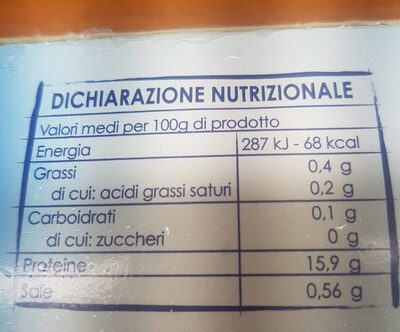 DICHIARAZIONE NUTRIZIONALE
Valori medi per 100g di prodotto
Energia 287 kJ - 68 kcal
Grassi 0,4 g
di cui: acidi grassi saturi 0,2 g
Carboidrati 0,1 g
di cui: zuccheri 0 g
Proteine 15,9 g
Sale 0,56 g